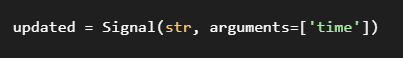 updated = Signal(str, arguments=['time'])